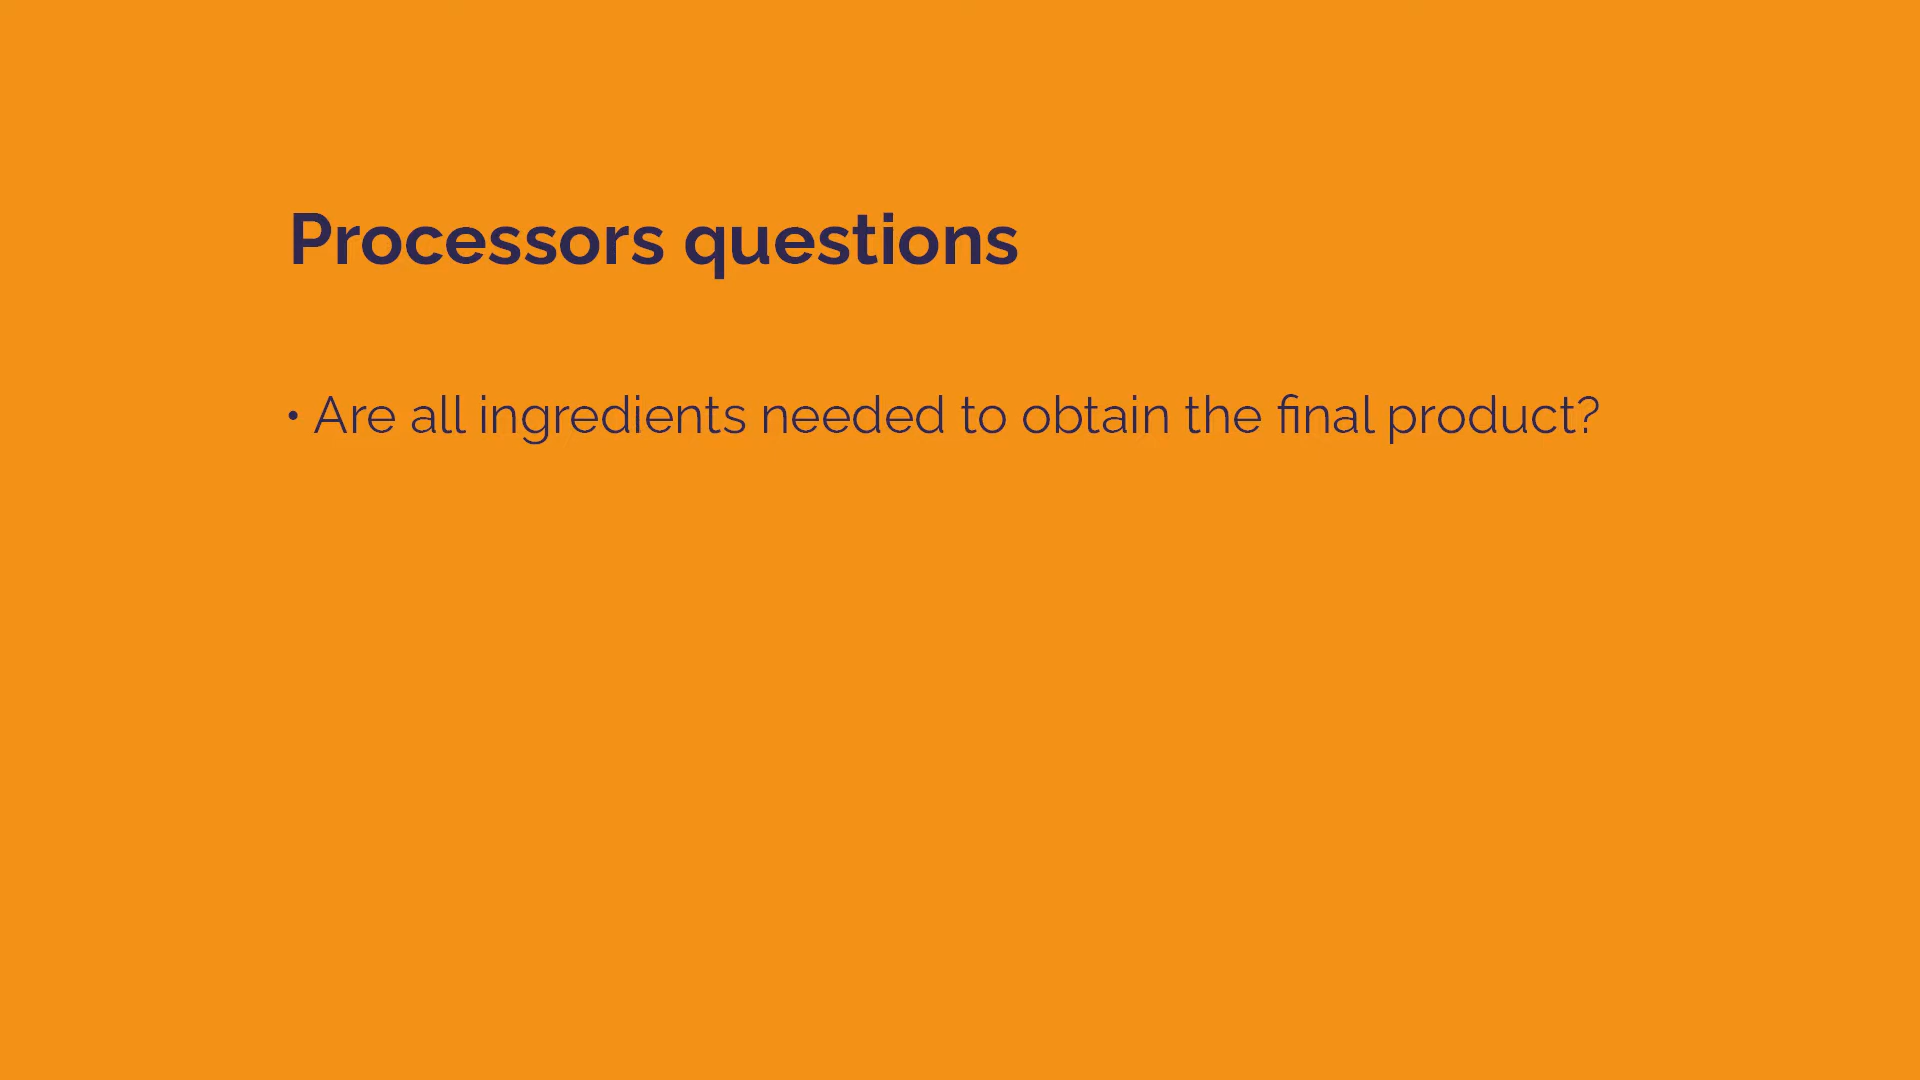 Processors questions
• Are all ingredients needed to obtain the final product?